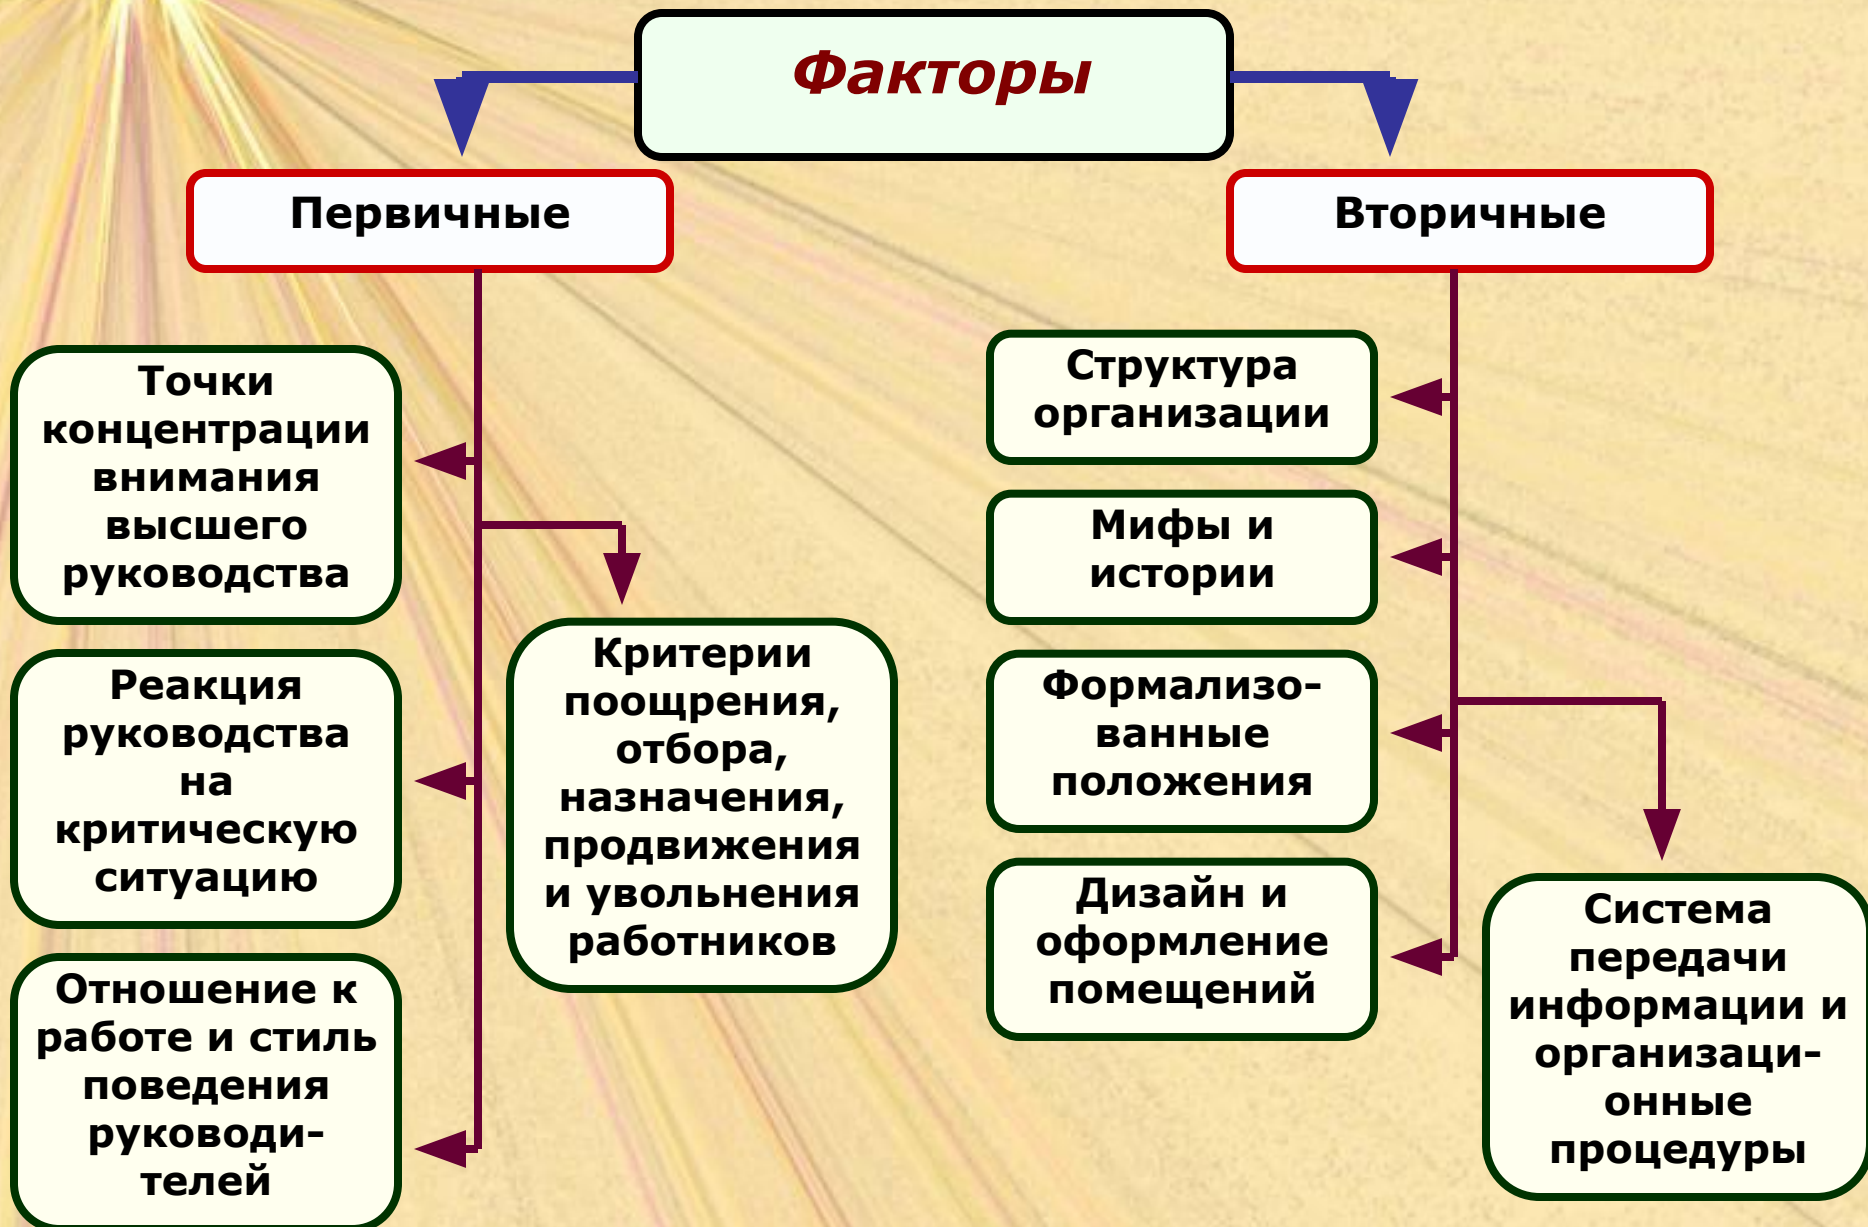 Факторы
Первичные
Точки
концентрации
внимания
высшего
руководства
Реакция
руководства
на
критическую
ситуацию
Отношение к
работе и стиль
поведения
руководи-
телей
Критерии
поощрения,
отбора,
назначения,
продвижения
и увольнения
работников
Вторичные
Структура
организации
Мифы и
истории
Формализо-
ванные
положения
Дизайн и
оформление
помещений
Система
передачи
информации и
организаци-
онные
процедуры